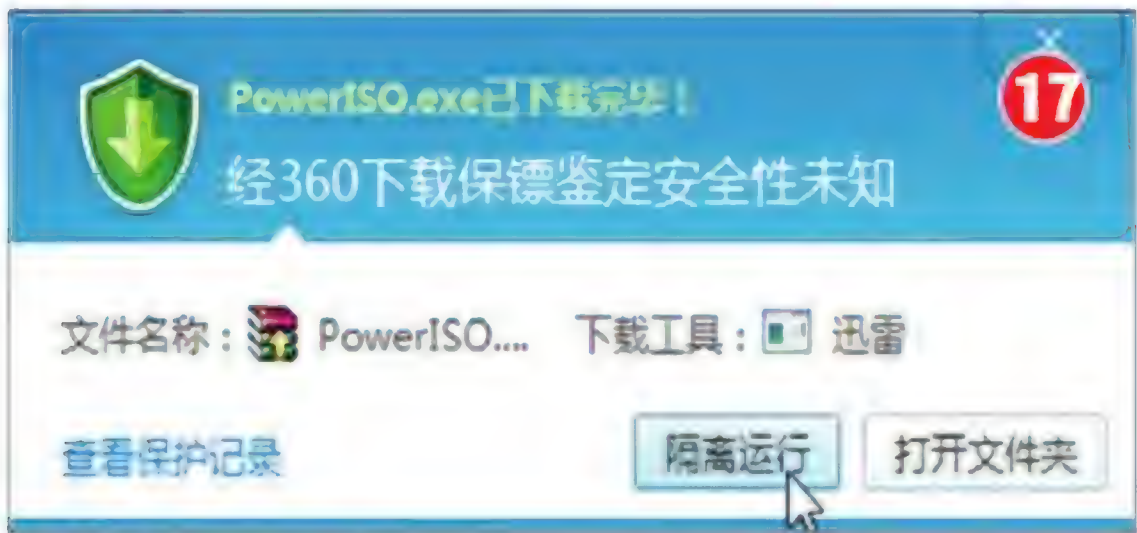 PowerISO.exe已下载完毕！
17
经360下载保镖鉴定安全性未知
文件名称：PowerISO.... 下载工具：迅雷
查看保护记录 隔离运行 打开文件夹